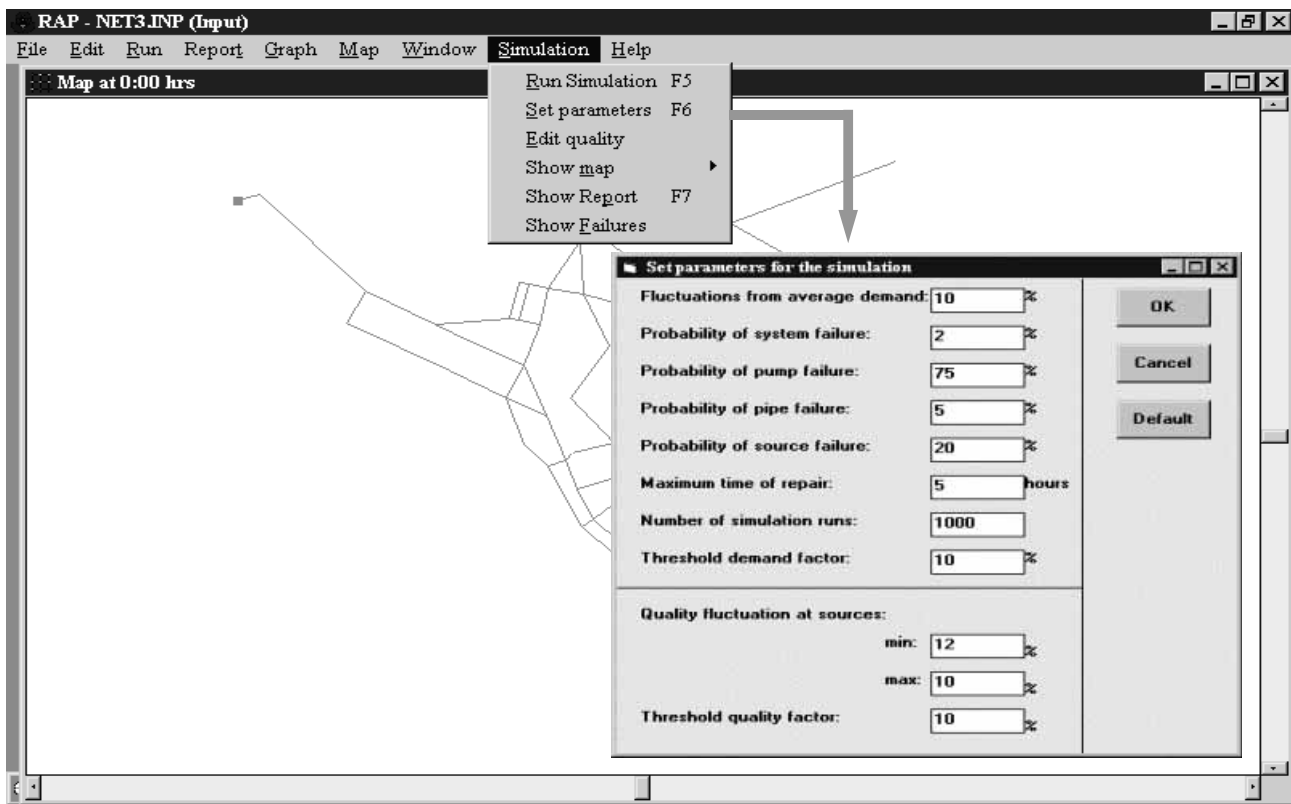 RAP - NET3.INP (Input)
File Edit Run Report Graph Map Window Simulation Help
Map at 0:00 hrs
Run Simulation F5
Set parameters F6
Edit quality
Show map
Show Report F7
Show Failures
Set parameters for the simulation
Fluctuations from average demand: 10 %
Probability of system failure: 2 %
Probability of pump failure: 75 %
Probability of pipe failure: 5 %
Probability of source failure: 20 %
Maximum time of repair: 5 hours
Number of simulation runs: 1000
Threshold demand factor: 10 %
Quality fluctuation at sources:
min: 12 %
max: 10 %
Threshold quality factor: 10 %
OK
Cancel
Default